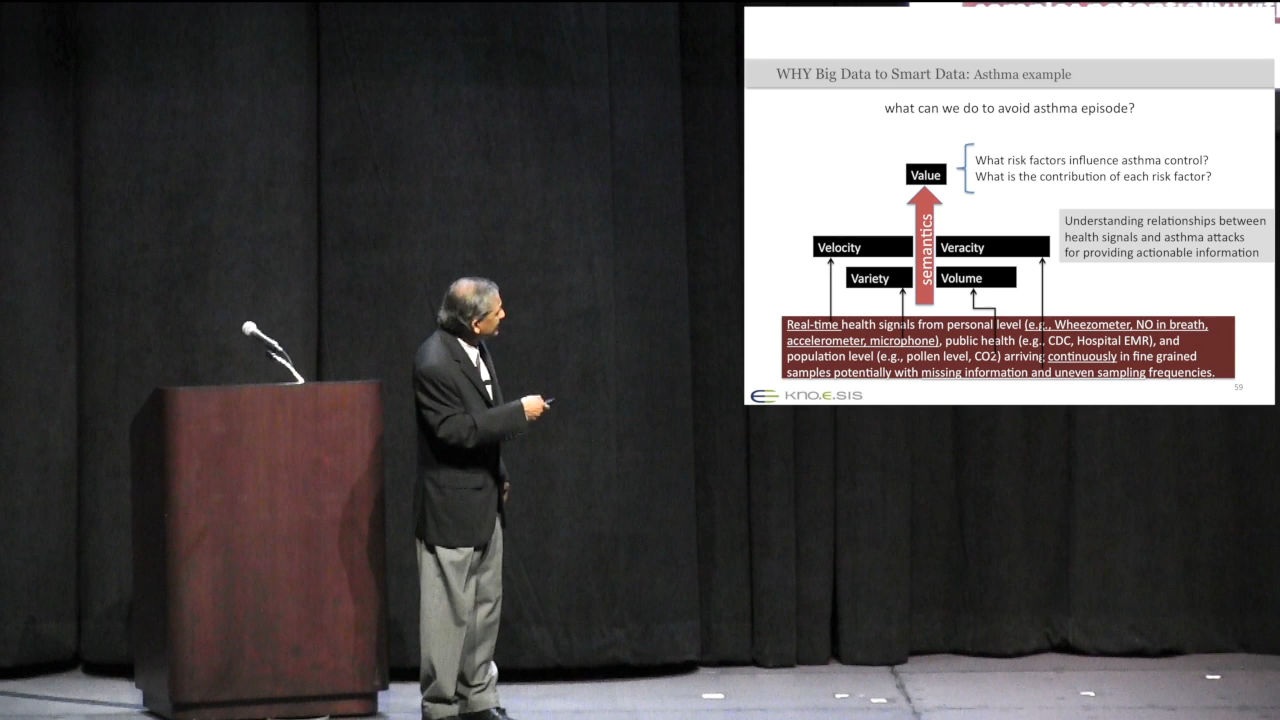 WHY Big Data to Smart Data: Asthma example
what can we do to avoid asthma episode?
What risk factors influence asthma control?
What is the contribution of each risk factor?
Value
semantics
Understanding relationships between
health signals and asthma attacks
for providing actionable information
Velocity
Veracity
Variety
Volume
Real-time health signals from personal level (e.g., Wheezometer, NO in breath,
accelerometer, microphone), public health (e.g., CDC, Hospital EMR), and
population level (e.g., pollen level, CO2) arriving continuously in fine grained
samples potentially with missing information and uneven sampling frequencies.
59
kno.e.sis